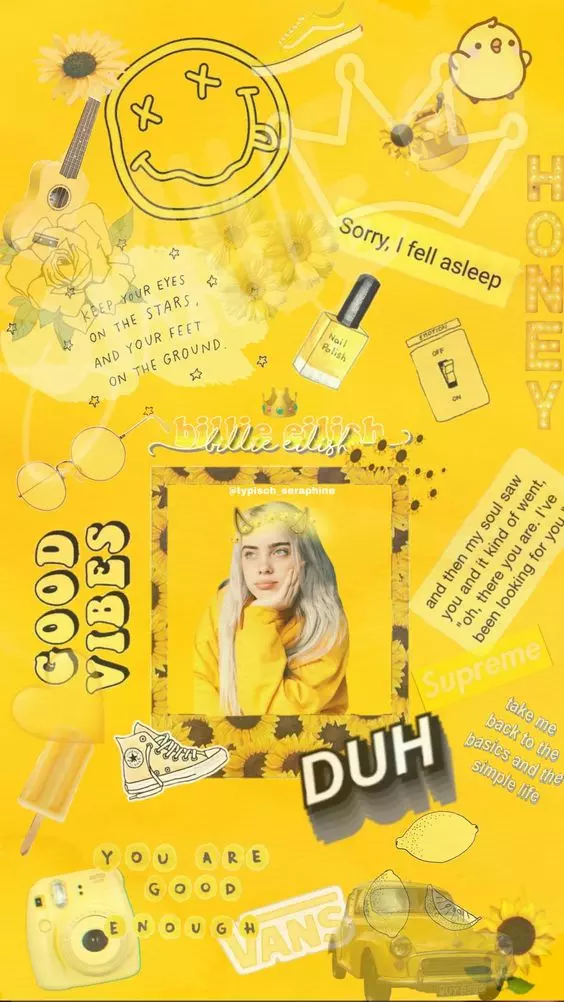 Sorry, I fell asleep
HONEY
KEEP YOUR EYES
ON THE STARS,
AND YOUR FEET
ON THE GROUND.
Nail
Polish
EMOTION
OFF
ON
billie eilish
billie eilish
@typisch_seraphine
GOOD
VIBES
and then my soul saw
you and it kind of went,
"oh, there you are. I've
been looking for you."
Supreme
take me
back to the
basics and the
simple life
DUH
YOU ARE
GOOD
ENOUGH
VANS